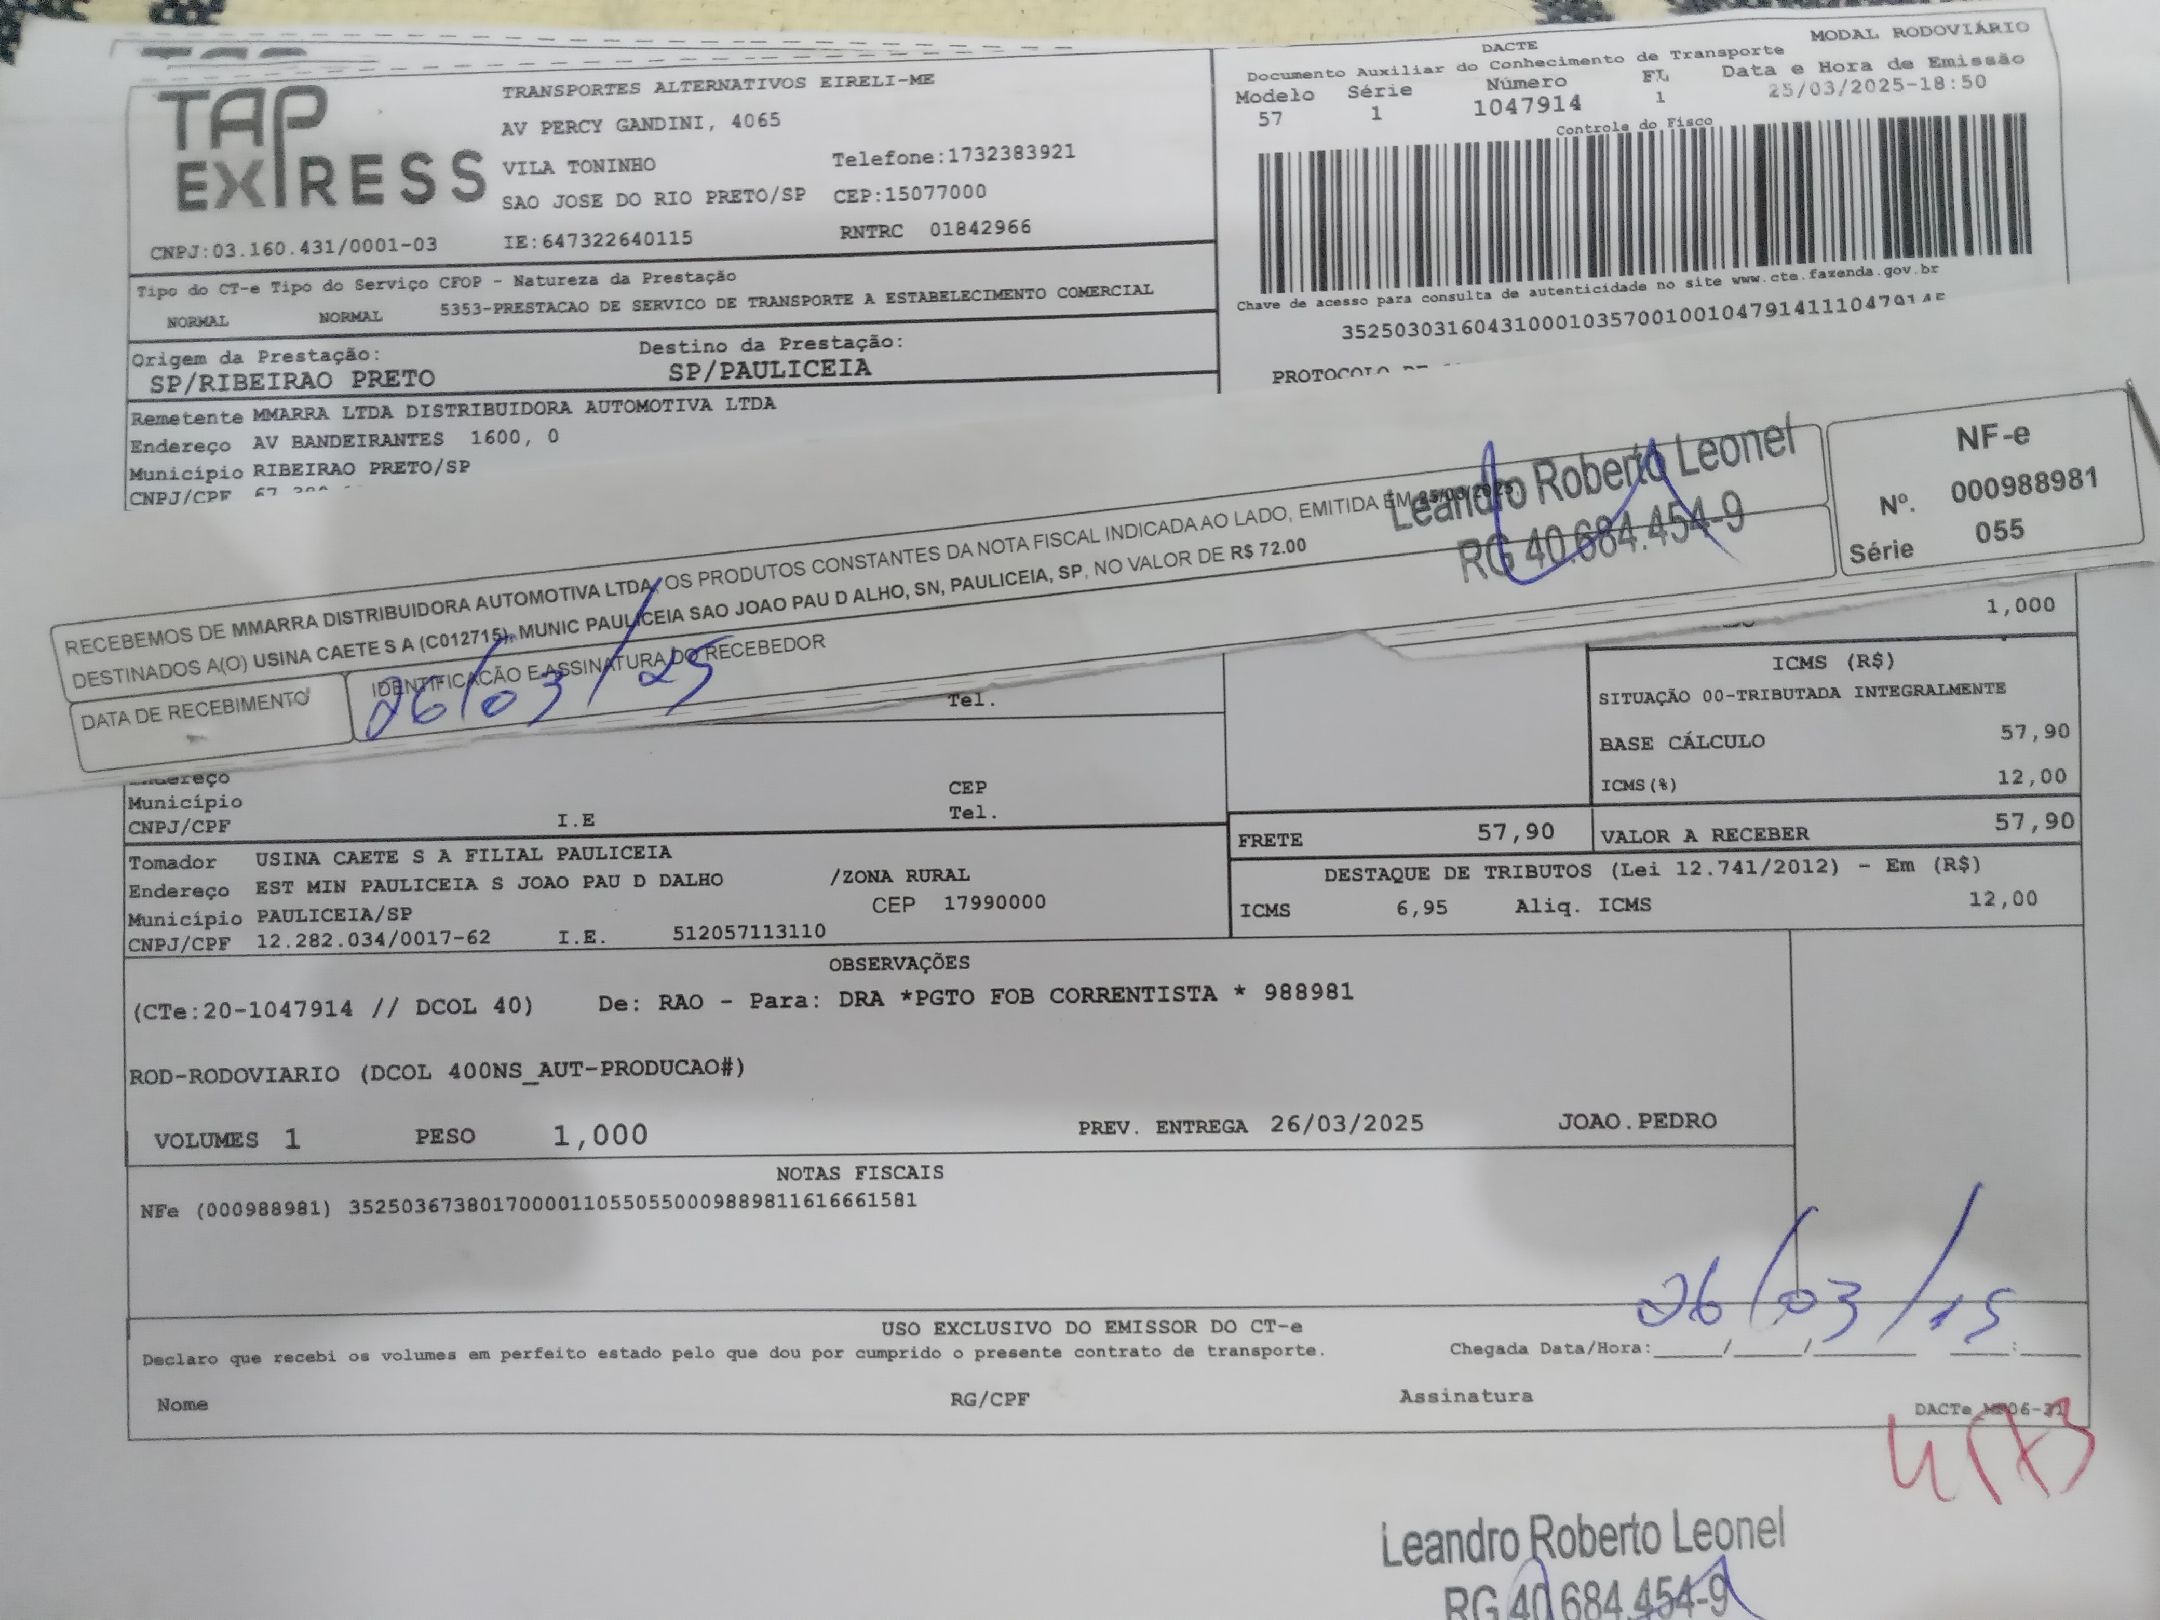 TAP
EXPRESS
TRANSPORTES ALTERNATIVOS EIRELI-ME
AV PERCY GANDINI, 4065
VILA TONINHO Telefone:1732383921
SAO JOSE DO RIO PRETO/SP CEP:15077000
CNPJ:03.160.431/0001-03 IE:647322640115 RNTRC 01842966
MODAL RODOVIÁRIO
DACTE
Documento Auxiliar do Conhecimento de Transporte
Modelo Série Número FL Data e Hora de Emissão
57 1 1047914 1 25/03/2025-18:50
Controle do Fisco
Chave de acesso para consulta de autenticidade no site www.cte.fazenda.gov.br
Tipo do CT-e Tipo do Serviço CFOP - Natureza da Prestação
NORMAL NORMAL 5353-PRESTACAO DE SERVICO DE TRANSPORTE A ESTABELECIMENTO COMERCIAL
Origem da Prestação: Destino da Prestação:
SP/RIBEIRAO PRETO SP/PAULICEIA
PROTOCOLO
Remetente MMARRA LTDA DISTRIBUIDORA AUTOMOTIVA LTDA
Endereço AV BANDEIRANTES 1600, 0
Município RIBEIRAO PRETO/SP
CNPJ/CPF
RECEBEMOS DE MMARRA DISTRIBUIDORA AUTOMOTIVA LTDA, OS PRODUTOS CONSTANTES DA NOTA FISCAL INDICADA AO LADO, EMITIDA EM 25/03/2025,
DESTINADOS A(O) USINA CAETE S A (C012715), MUNIC PAULICEIA SAO JOAO PAU D ALHO, SN, PAULICEIA, SP, NO VALOR DE R$ 72.00
DATA DE RECEBIMENTO IDENTIFICAÇÃO E ASSINATURA DO RECEBEDOR
26/03/25
Leandro Roberto Leonel
RG 40.684.454-9
NF-e
Nº. 000988981
Série 055
1,000
Tel.
ICMS (R$)
SITUAÇÃO 00-TRIBUTADA INTEGRALMENTE
BASE CÁLCULO 57,90
ICMS(%) 12,00
Endereço CEP
Município
CNPJ/CPF I.E Tel.
FRETE 57,90 VALOR A RECEBER 57,90
Tomador USINA CAETE S A FILIAL PAULICEIA
Endereço EST MIN PAULICEIA S JOAO PAU D DALHO /ZONA RURAL
Município PAULICEIA/SP CEP 17990000
CNPJ/CPF 12.282.034/0017-62 I.E. 512057113110
DESTAQUE DE TRIBUTOS (Lei 12.741/2012) - Em (R$)
ICMS 6,95 Aliq. ICMS 12,00
OBSERVAÇÕES
(CTe:20-1047914 // DCOL 40) De: RAO - Para: DRA *PGTO FOB CORRENTISTA * 988981
ROD-RODOVIARIO (DCOL 400NS_AUT-PRODUCAO#)
VOLUMES 1 PESO 1,000 PREV. ENTREGA 26/03/2025 JOAO.PEDRO
NOTAS FISCAIS
NFe (000988981) 35250367380170000110550550009889811616661581
26/03/25
USO EXCLUSIVO DO EMISSOR DO CT-e
Declaro que recebi os volumes em perfeito estado pelo que dou por cumprido o presente contrato de transporte. Chegada Data/Hora:_____/_____/_______ ____:____
Nome RG/CPF Assinatura DACTe
Leandro Roberto Leonel
RG 40.684.454-9